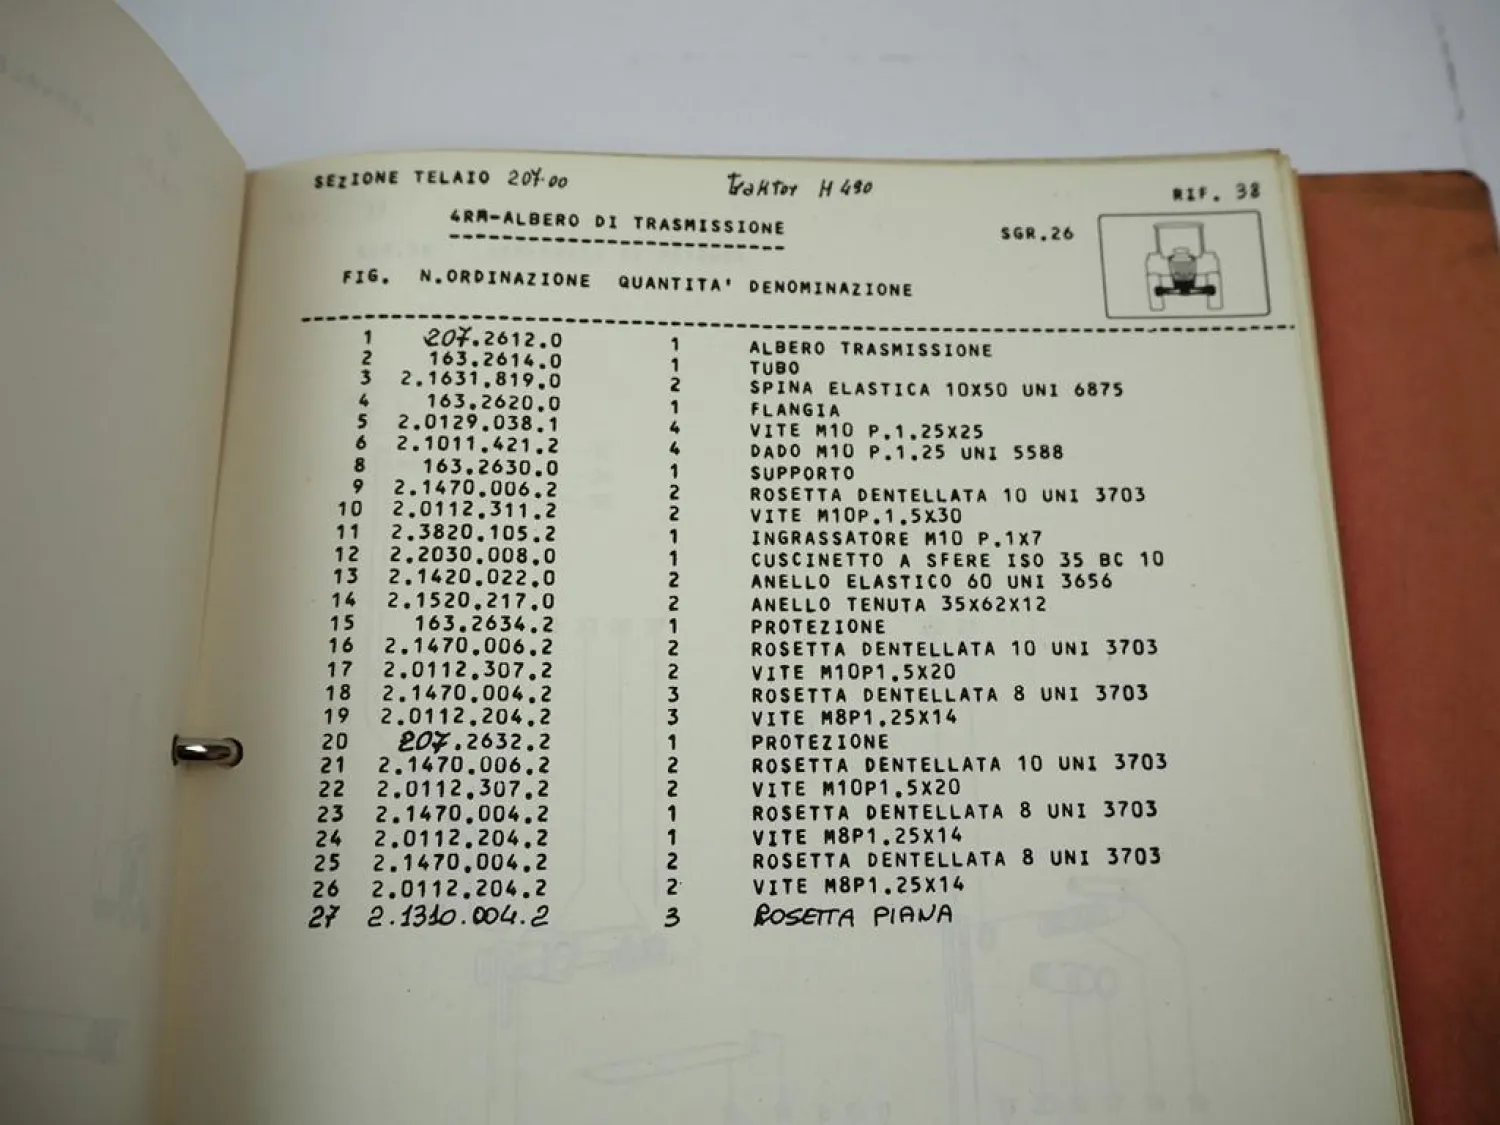 SEZIONE TELAIO 207.00 traktor H 490 RIF. 38
4RM-ALBERO DI TRASMISSIONE SGR.26
FIG. N.ORDINAZIONE QUANTITA' DENOMINAZIONE
1 207.2612.0 1 ALBERO TRASMISSIONE
2 163.2614.0 1 TUBO
3 2.1631.819.0 2 SPINA ELASTICA 10X50 UNI 6875
4 163.2620.0 1 FLANGIA
5 2.0129.038.1 4 VITE M10 P.1.25X25
6 2.1011.421.2 4 DADO M10 P.1.25 UNI 5588
8 163.2630.0 1 SUPPORTO
9 2.1470.006.2 2 ROSETTA DENTELLATA 10 UNI 3703
10 2.0112.311.2 2 VITE M10P.1.5X30
11 2.3820.105.2 1 INGRASSATORE M10 P.1X7
12 2.2030.008.0 1 CUSCINETTO A SFERE ISO 35 BC 10
13 2.1420.022.0 2 ANELLO ELASTICO 60 UNI 3656
14 2.1520.217.0 2 ANELLO TENUTA 35X62X12
15 163.2634.2 1 PROTEZIONE
16 2.1470.006.2 2 ROSETTA DENTELLATA 10 UNI 3703
17 2.0112.307.2 2 VITE M10P1.5X20
18 2.1470.004.2 3 ROSETTA DENTELLATA 8 UNI 3703
19 2.0112.204.2 3 VITE M8P1.25X14
20 207.2632.2 1 PROTEZIONE
21 2.1470.006.2 2 ROSETTA DENTELLATA 10 UNI 3703
22 2.0112.307.2 2 VITE M10P1.5X20
23 2.1470.004.2 1 ROSETTA DENTELLATA 8 UNI 3703
24 2.0112.204.2 1 VITE M8P1.25X14
25 2.1470.004.2 2 ROSETTA DENTELLATA 8 UNI 3703
26 2.0112.204.2 2 VITE M8P1.25X14
27 2.1310.004.2 3 ROSETTA PIANA